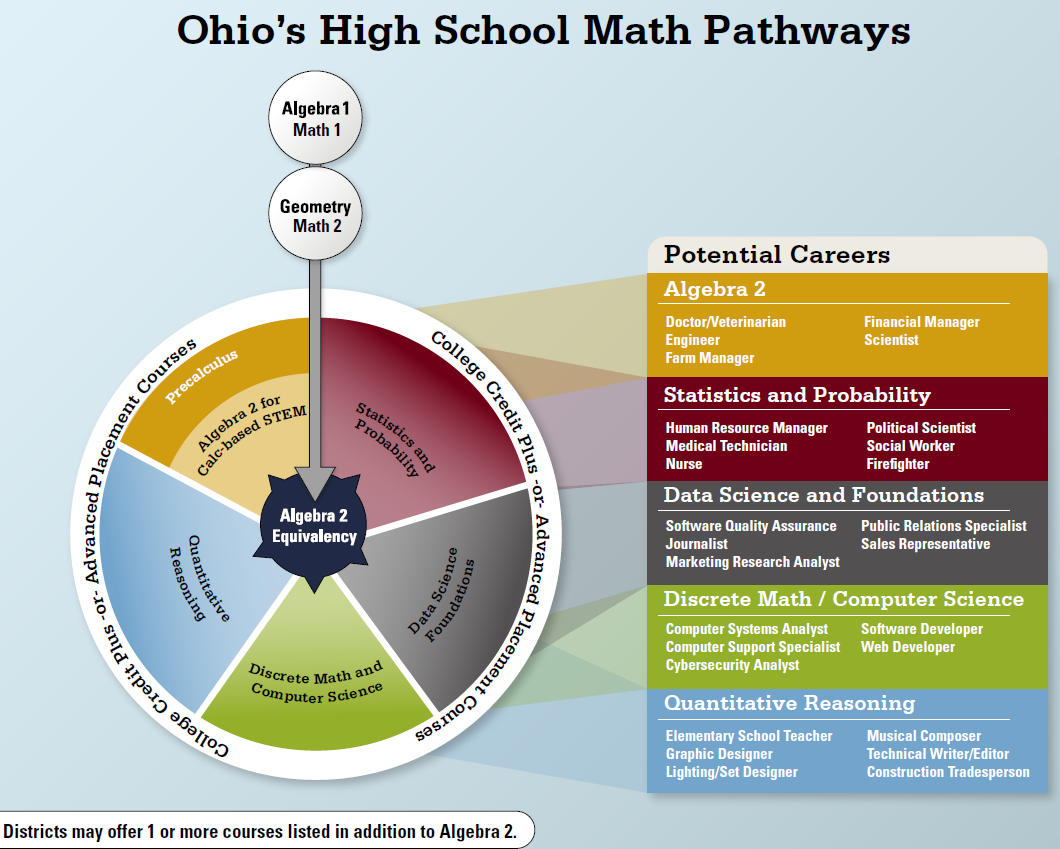 Ohio's High School Math Pathways
Algebra 1
Math 1
Geometry
Math 2
College Credit Plus -or- Advanced Placement Courses
College Credit Plus -or- Advanced Placement Courses
Precalculus
Algebra 2 for
Calc-based STEM
Statistics and
Probability
Algebra 2
Equivalency
Quantitative
Reasoning
Data Science
Foundations
Discrete Math and
Computer Science
Potential Careers
Algebra 2
Doctor/Veterinarian
Engineer
Farm Manager
Financial Manager
Scientist
Statistics and Probability
Human Resource Manager
Medical Technician
Nurse
Political Scientist
Social Worker
Firefighter
Data Science and Foundations
Software Quality Assurance
Journalist
Marketing Research Analyst
Public Relations Specialist
Sales Representative
Discrete Math / Computer Science
Computer Systems Analyst
Computer Support Specialist
Cybersecurity Analyst
Software Developer
Web Developer
Quantitative Reasoning
Elementary School Teacher
Graphic Designer
Lighting/Set Designer
Musical Composer
Technical Writer/Editor
Construction Tradesperson
Districts may offer 1 or more courses listed in addition to Algebra 2.